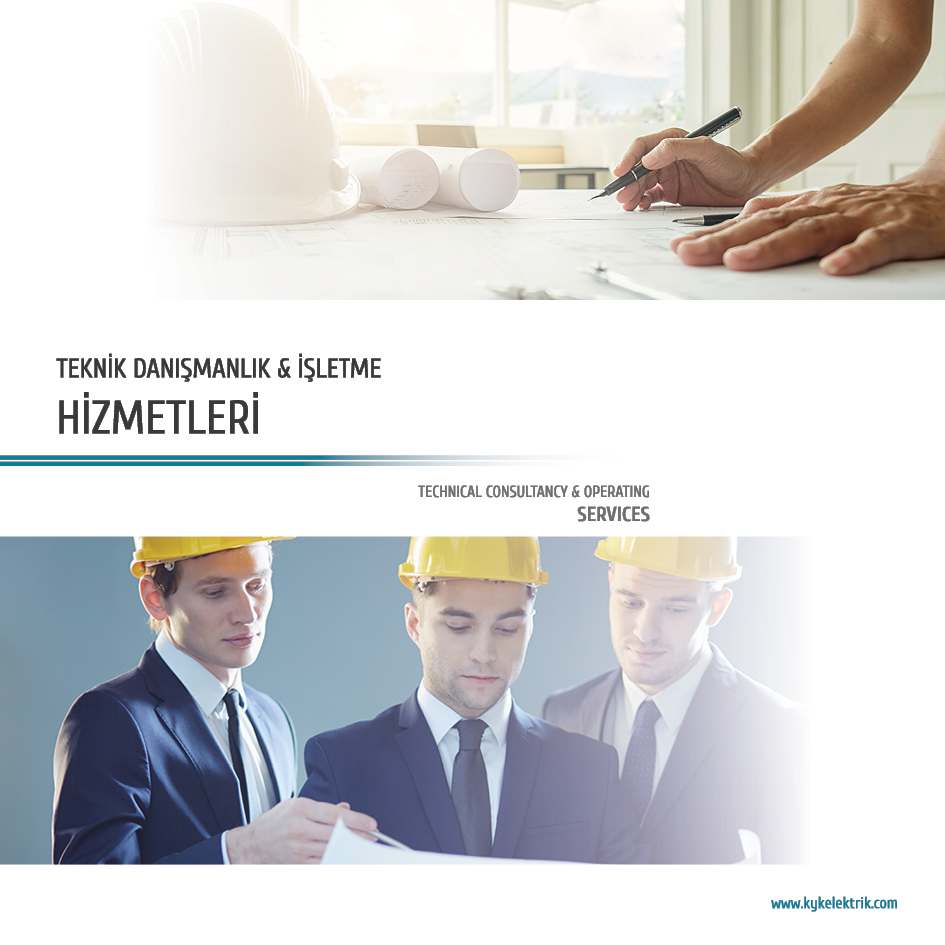 TEKNİK DANIŞMANLIK & İŞLETME
HİZMETLERİ
TECHNICAL CONSULTANCY & OPERATING
SERVICES
www.kykelektrik.com